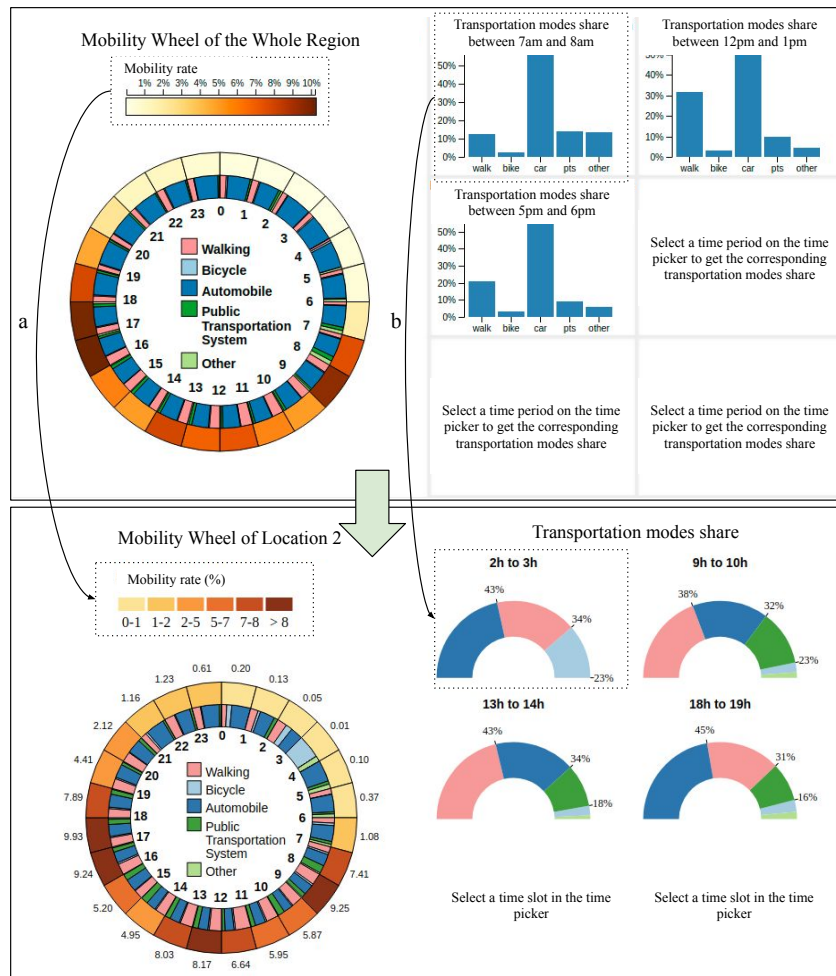 Mobility Wheel of the Whole Region
Mobility rate
1% 2% 3% 4% 5% 6% 7% 8% 9% 10%
0
1
2
3
4
5
6
7
8
9
10
11
12
13
14
15
16
17
18
19
20
21
22
23
Walking
Bicycle
Automobile
Public
Transportation
System
Other
a
b
Transportation modes share
between 7am and 8am
50%
40%
30%
20%
10%
0%
walk bike car pts other
Transportation modes share
between 12pm and 1pm
50%
40%
30%
20%
10%
0%
walk bike car pts other
Transportation modes share
between 5pm and 6pm
50%
40%
30%
20%
10%
0%
walk bike car pts other
Select a time period on the time
picker to get the corresponding
transportation modes share
Select a time period on the time
picker to get the corresponding
transportation modes share
Select a time period on the time
picker to get the corresponding
transportation modes share
Mobility Wheel of Location 2
Mobility rate (%)
0-1 1-2 2-5 5-7 7-8 > 8
0.20
0.13
0.05
0.01
0.10
0.37
1.08
7.41
9.25
5.87
5.95
6.64
8.17
8.03
4.95
5.20
9.24
9.93
7.89
4.41
2.12
1.16
1.23
0.61
0
1
2
3
4
5
6
7
8
9
10
11
12
13
14
15
16
17
18
19
20
21
22
23
Walking
Bicycle
Automobile
Public
Transportation
System
Other
Transportation modes share
2h to 3h
43%
34%
23%
9h to 10h
38%
32%
23%
13h to 14h
43%
34%
18%
18h to 19h
45%
31%
16%
Select a time slot in the time
picker
Select a time slot in the time
picker